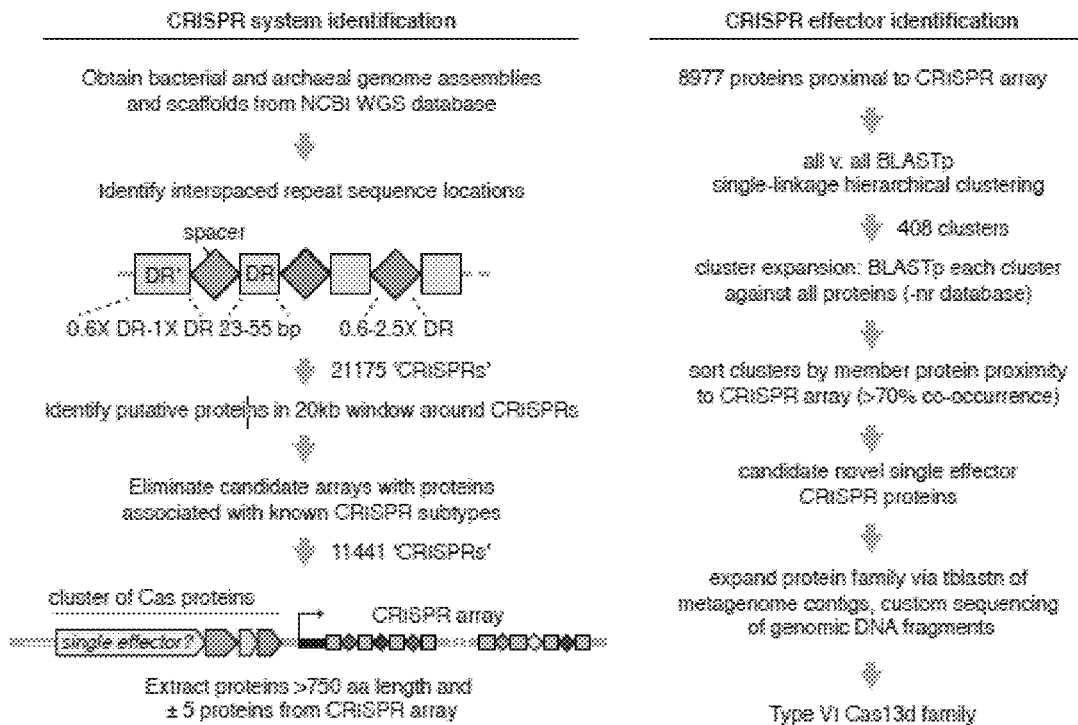 CRISPR system identification
Obtain bacterial and archaeal genome assemblies
and scaffolds from NCBI WGS database
Identify interspaced repeat sequence locations
spacer
DR*
DR
0.6X DR-1X DR
23-55 bp
0.6-2.5X DR
21175 'CRISPRs'
Identify putative proteins in 20kb window around CRISPRs
Eliminate candidate arrays with proteins
associated with known CRISPR subtypes
11441 'CRISPRs'
cluster of Cas proteins
CRISPR array
single effector?
Extract proteins >750 aa length and
± 5 proteins from CRISPR array
CRISPR effector identification
8977 proteins proximal to CRISPR array
all v. all BLASTp
single-linkage hierarchical clustering
408 clusters
cluster expansion: BLASTp each cluster
against all proteins (-nr database)
sort clusters by member protein proximity
to CRISPR array (>70% co-occurrence)
candidate novel single effector
CRISPR proteins
expand protein family via tblastn of
metagenome contigs, custom sequencing
of genomic DNA fragments
Type VI Cas13d family